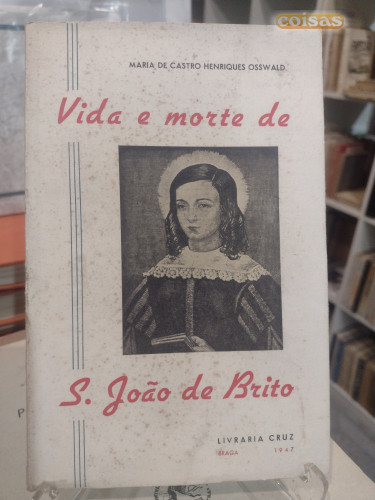 coisas
MARIA DE CASTRO HENRIQUES OSSWALD
Vida e morte de
S. João de Brito
LIVRARIA CRUZ
BRAGA 1947